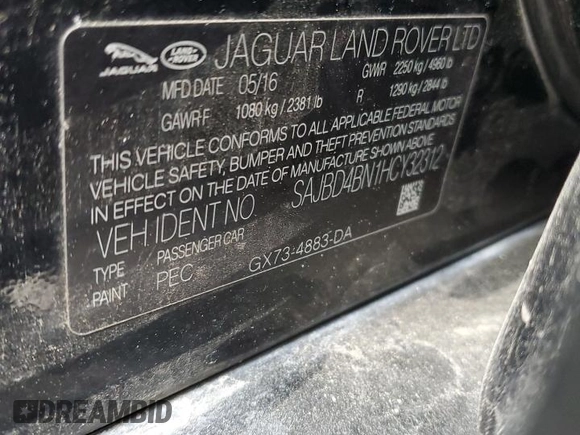 JAGUAR LAND-ROVER JAGUAR LAND ROVER LTD
MFD DATE 05/16 GVWR 2250 kg / 4960 lb
GAWR F 1080 kg / 2381 lb R 1290 kg / 2844 lb
THIS VEHICLE CONFORMS TO ALL APPLICABLE FEDERAL MOTOR
VEHICLE SAFETY, BUMPER AND THEFT PREVENTION STANDARDS
IN EFFECT ON THE DATE OF MANUFACTURE SHOWN ABOVE
VEH IDENT NO SAJBD4BN1HCY32312
TYPE PASSENGER CAR
PAINT PEC GX73-4883-DA
DREAMBID